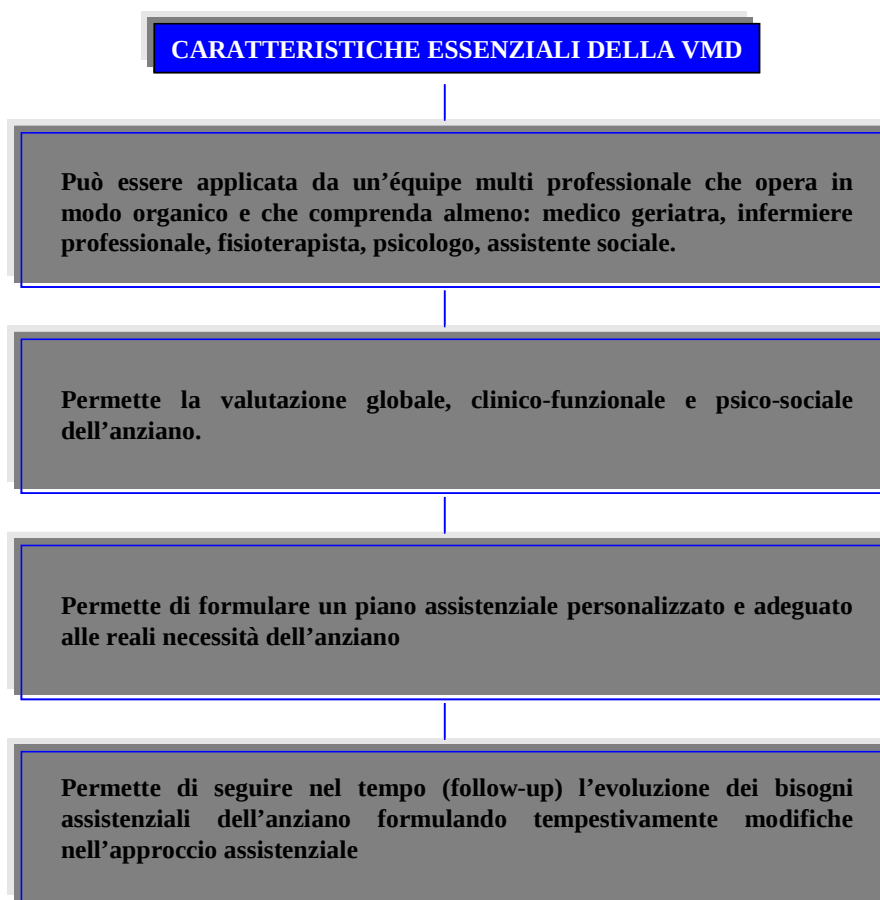 CARATTERISTICHE ESSENZIALI DELLA VMD
Può essere applicata da un’équipe multi professionale che opera in
modo organico e che comprenda almeno: medico geriatra, infermiere
professionale, fisioterapista, psicologo, assistente sociale.
Permette la valutazione globale, clinico-funzionale e psico-sociale
dell’anziano.
Permette di formulare un piano assistenziale personalizzato e adeguato
alle reali necessità dell’anziano
Permette di seguire nel tempo (follow-up) l’evoluzione dei bisogni
assistenziali dell’anziano formulando tempestivamente modifiche
nell’approccio assistenziale